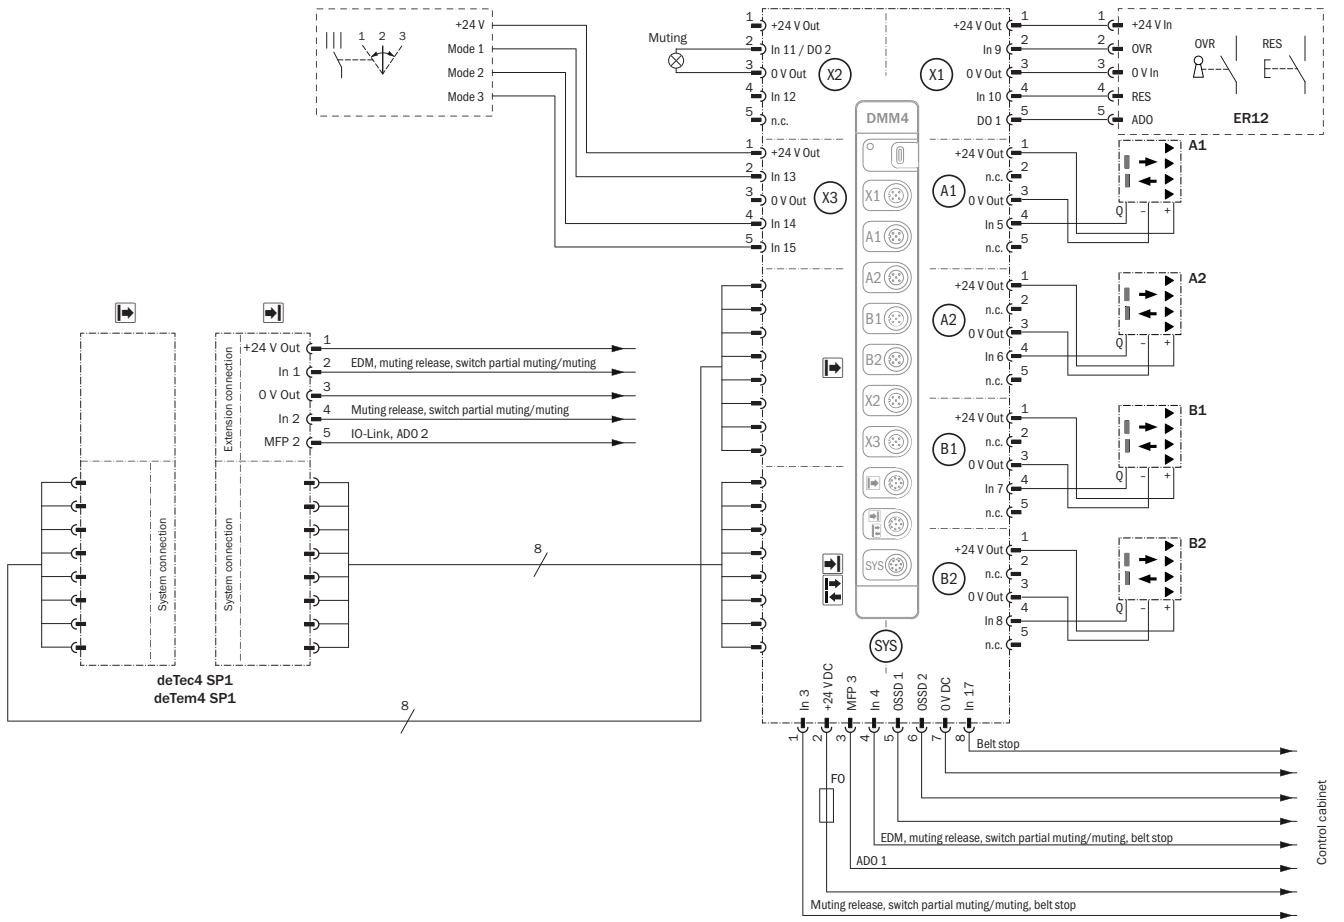 +24 V
Mode 1
Mode 2
Mode 3
1 2 3
Muting
1 +24 V Out
2 In 11 / DO 2
3 0 V Out
4 In 12
5 n.c.
X2
X1
+24 V Out 1
In 9 2
0 V Out 3
In 10 4
DO 1 5
1 +24 V In
2 OVR
3 0 V In
4 RES
5 ADO
OVR
RES
ER12
1 +24 V Out
2 In 13
3 0 V Out
4 In 14
5 In 15
X3
DMM4
X1
A1
A2
B1
B2
X2
X3
SYS
A1
+24 V Out 1
n.c. 2
0 V Out 3
In 5 4
n.c. 5
A1
Q – +
A2
+24 V Out 1
n.c. 2
0 V Out 3
In 6 4
n.c. 5
A2
Q – +
B1
+24 V Out 1
n.c. 2
0 V Out 3
In 7 4
n.c. 5
B1
Q – +
B2
+24 V Out 1
n.c. 2
0 V Out 3
In 8 4
n.c. 5
B2
Q – +
Extension connection
+24 V Out 1
In 1 2 EDM, muting release, switch partial muting/muting
0 V Out 3
In 2 4 Muting release, switch partial muting/muting
MFP 2 5 IO-Link, ADO 2
System connection
System connection
8
8
deTec4 SP1
deTem4 SP1
SYS
In 3
+24 V DC
MFP 3
In 4
OSSD 1
OSSD 2
0 V DC
In 17
1 2 3 4 5 6 7 8
Belt stop
F0
EDM, muting release, switch partial muting/muting, belt stop
ADO 1
Muting release, switch partial muting/muting, belt stop
Control cabinet